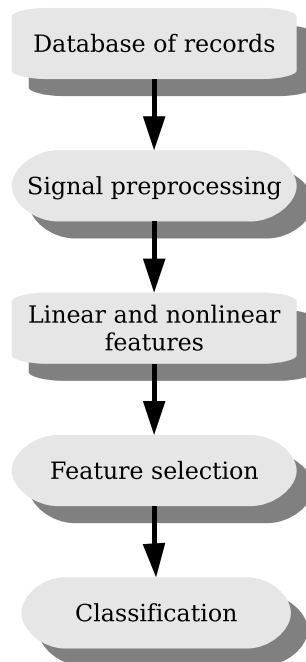 Database of records
Signal preprocessing
Linear and nonlinear
features
Feature selection
Classification